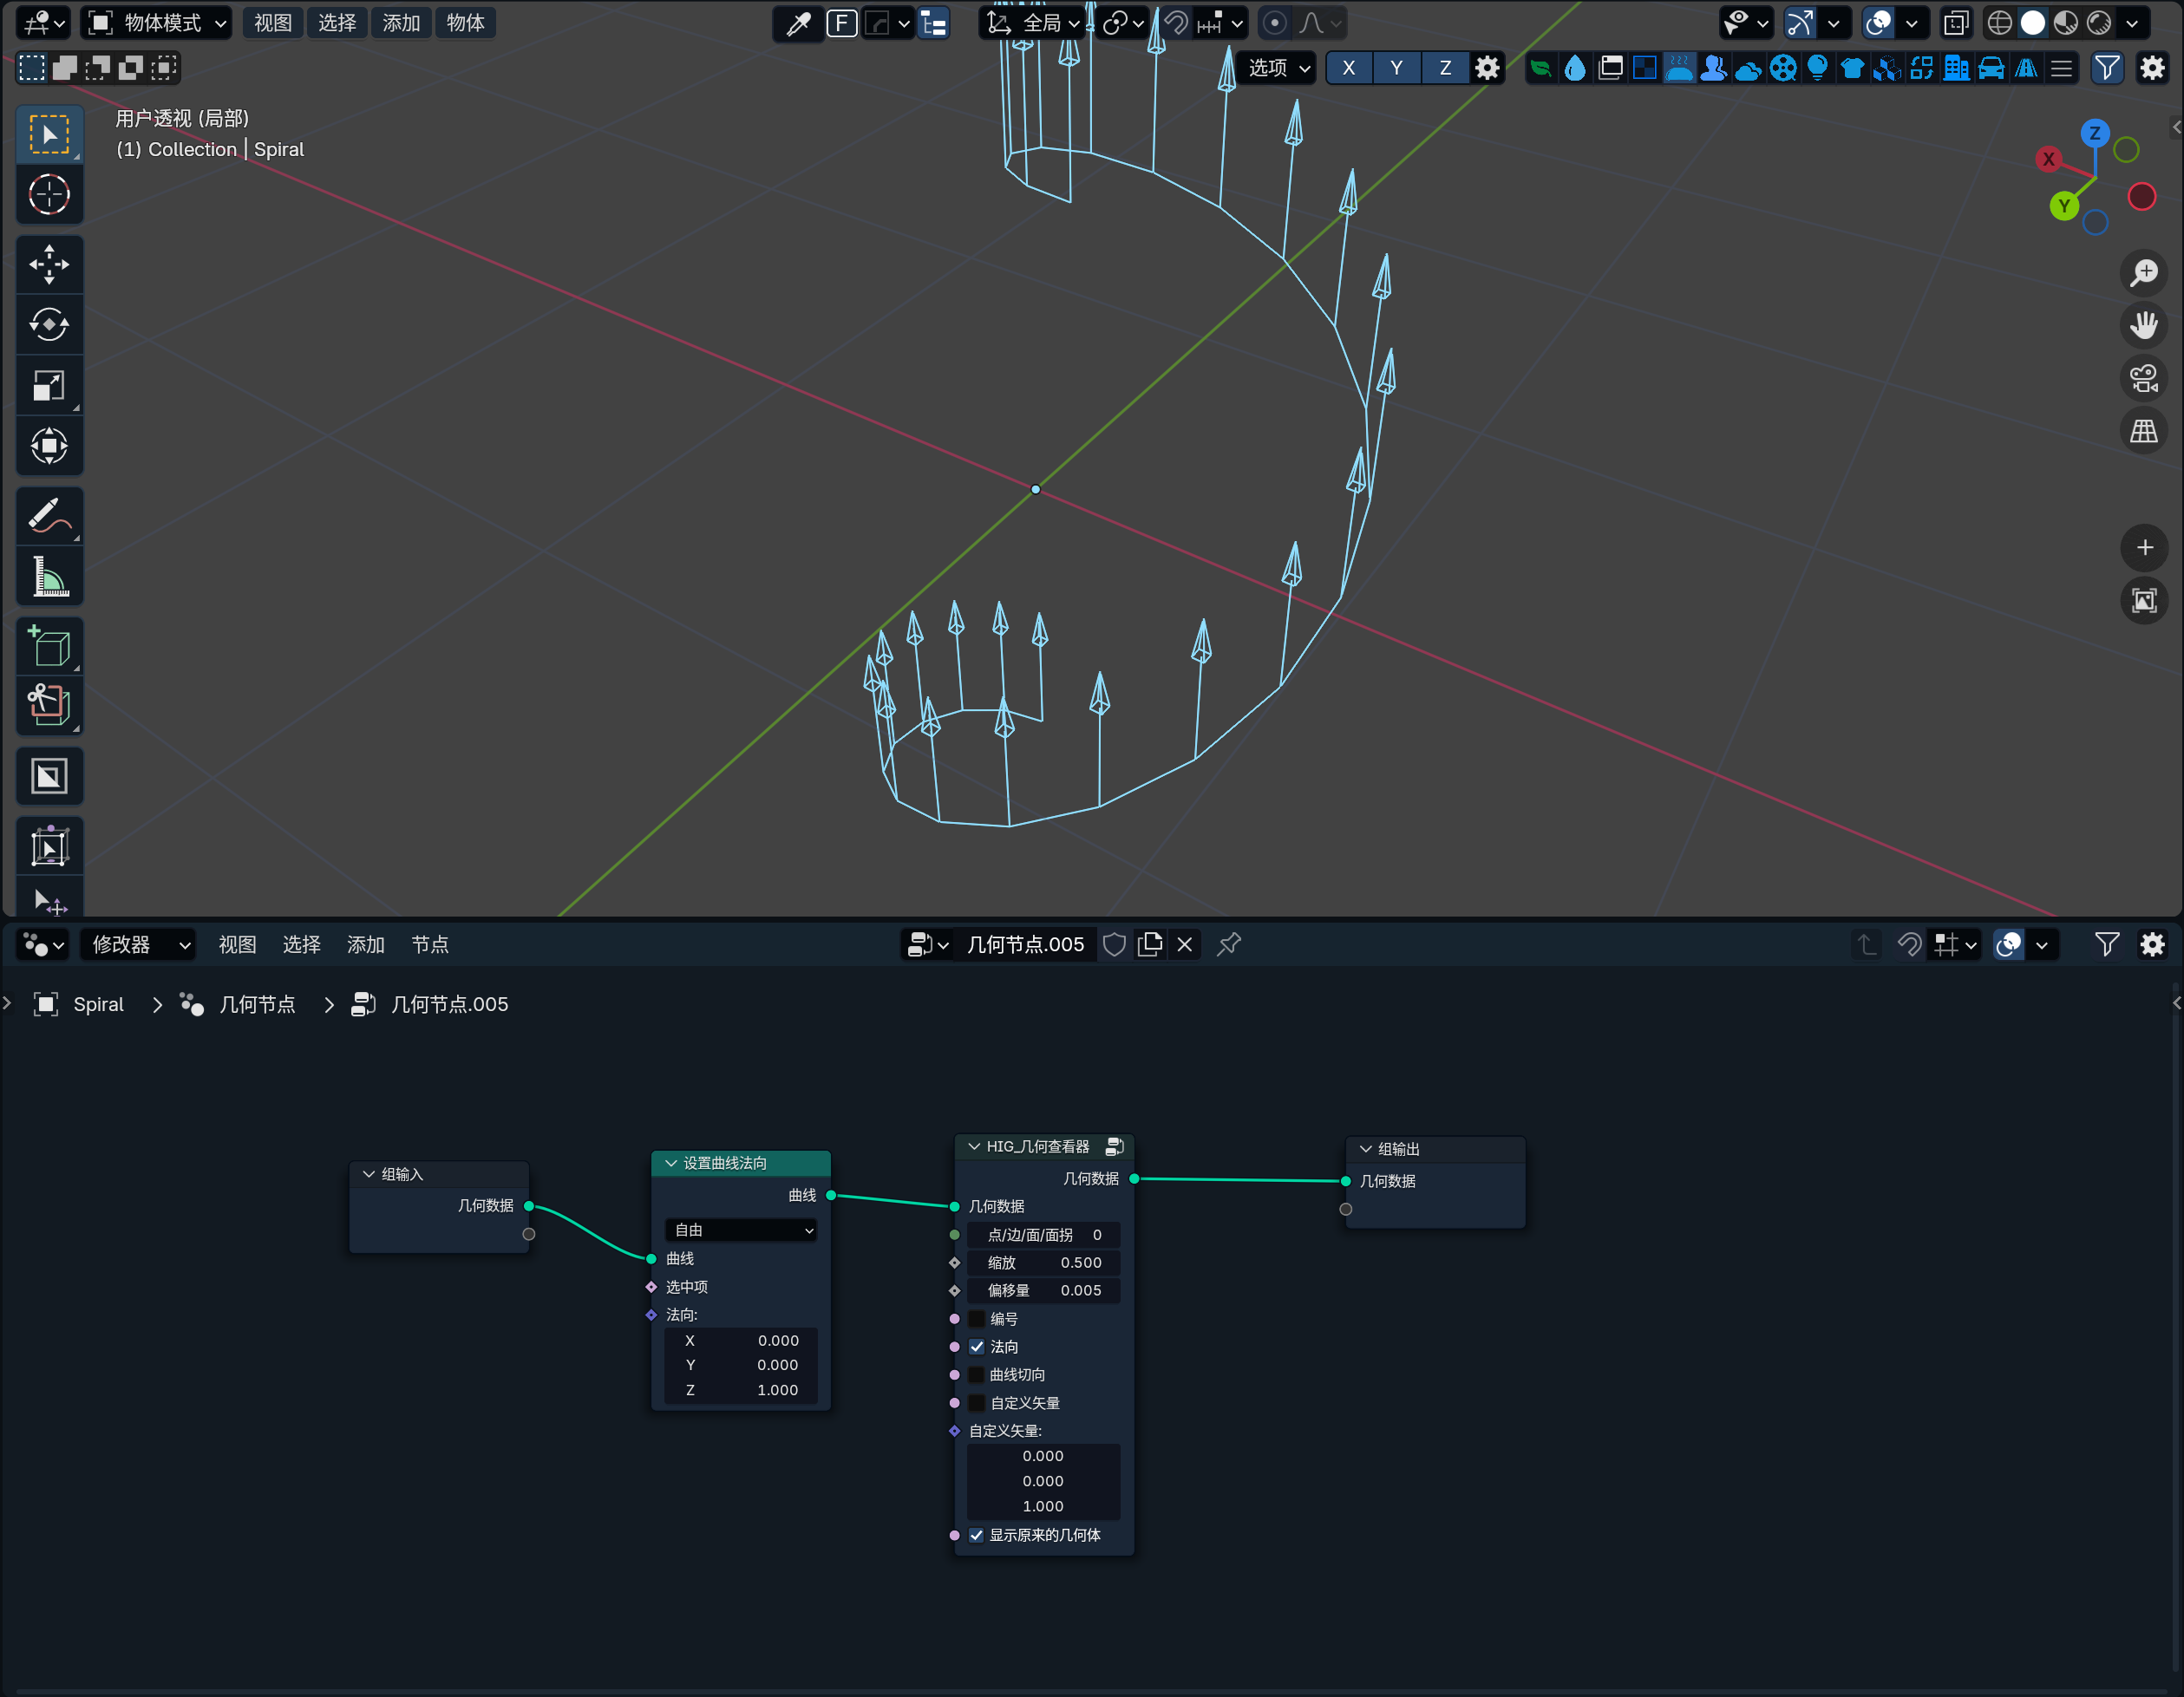 物体模式 视图 选择 添加 物体 F 全局
选项 X Y Z
用户透视 (局部)
(1) Collection | Spiral
Z
X
Y
修改器 视图 选择 添加 节点 几何节点.005
Spiral 几何节点 几何节点.005
组输入
几何数据
设置曲线法向
曲线
自由
曲线
选中项
法向:
X 0.000
Y 0.000
Z 1.000
HIG_几何查看器
几何数据
几何数据
点/边/面/面拐 0
缩放 0.500
偏移量 0.005
编号
法向
曲线切向
自定义矢量
自定义矢量:
0.000
0.000
1.000
显示原来的几何体
组输出
几何数据